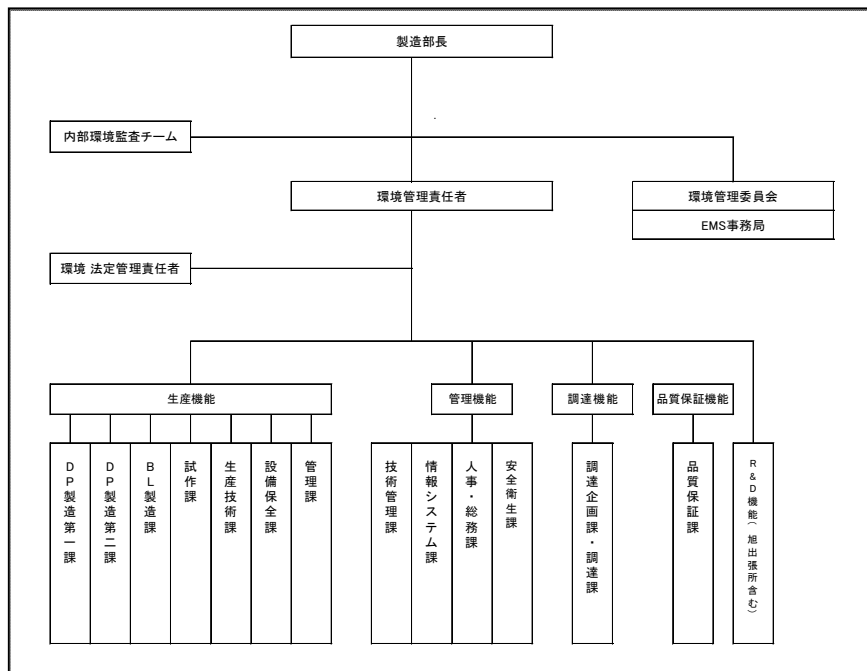 製造部長
内部環境監査チーム
環境管理責任者
環境管理委員会
EMS事務局
環境 法定管理責任者
生産機能
管理機能
調達機能
品質保証機能
DP製造第一課
DP製造第二課
BL製造課
試作課
生産技術課
設備保全課
管理課
技術管理課
情報システム課
人事・総務課
安全衛生課
調達企画課・調達課
品質保証課
R&D機能(旭出張所含む)